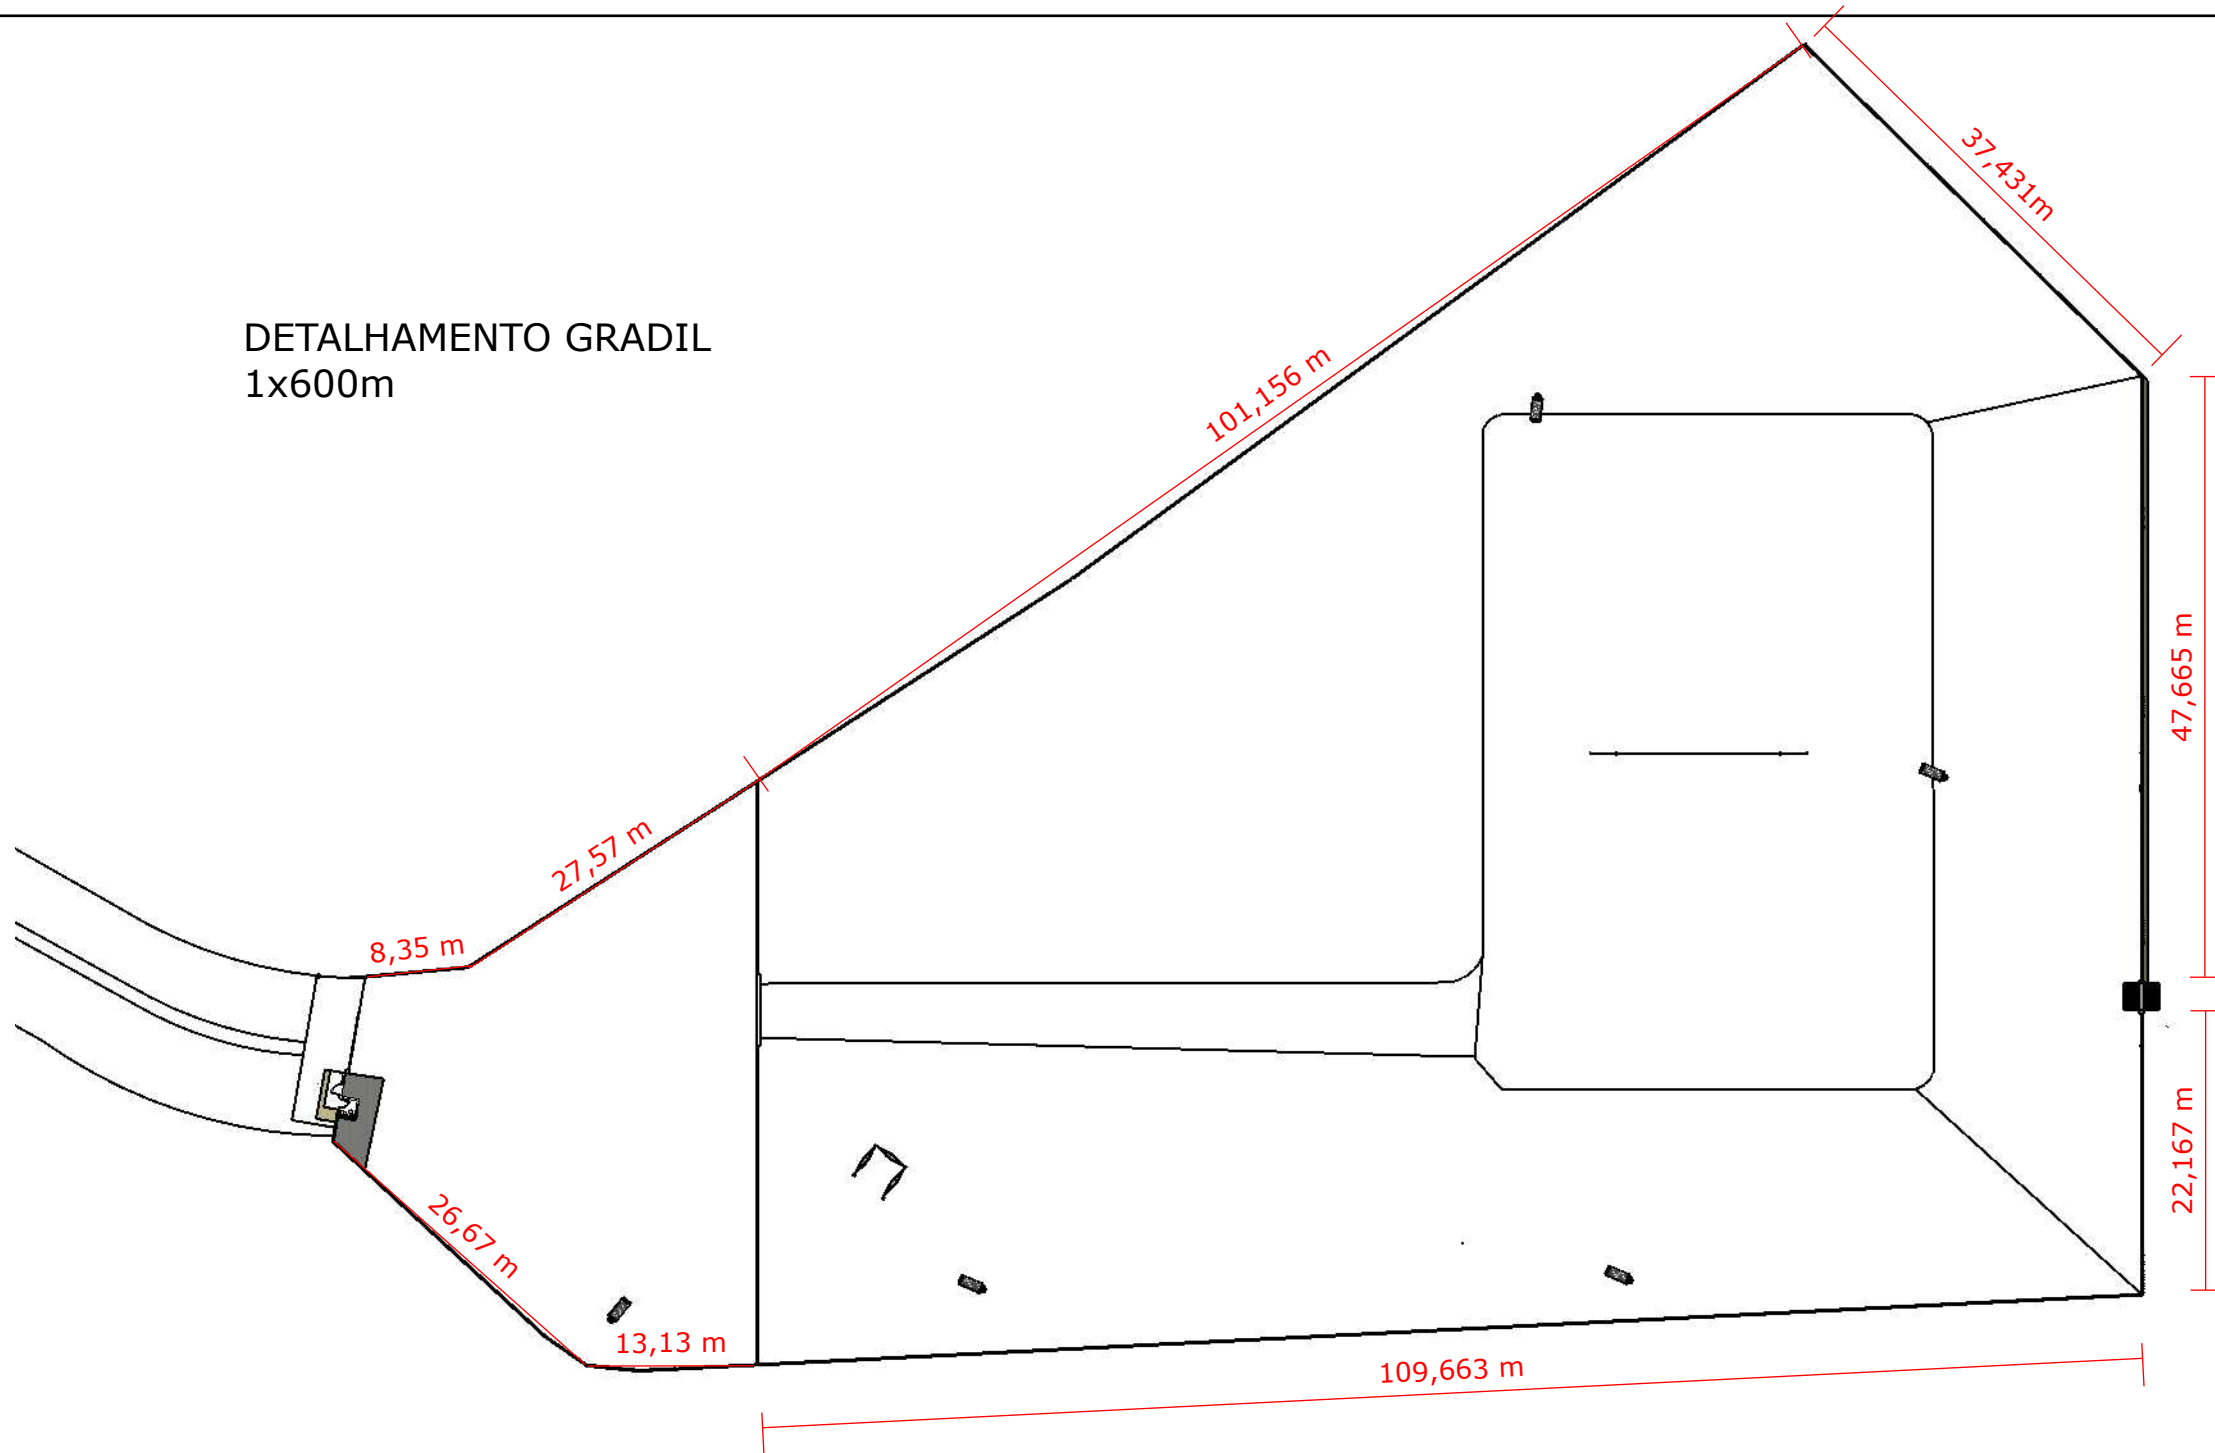 37,431m
DETALHAMENTO GRADIL
1x600m
101,156 m
47,665 m
27,57 m
8,35 m
22,167 m
26,67 m
13,13 m
109,663 m